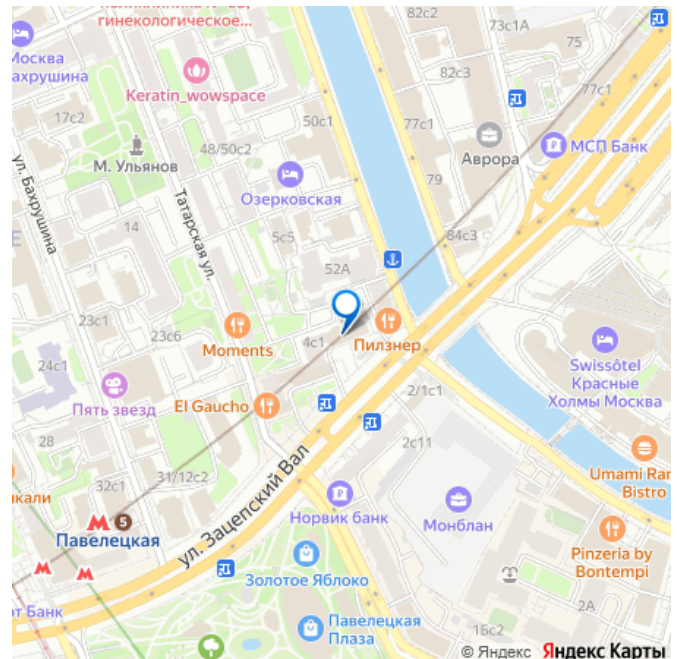 гинекологическое...
82с2
73с1А
75
Москва
Бахрушина
82с3
77с1
Keratin_wowspace
17с2
50с1
77с1
МСП Банк
Аврора
48/50с2
М. Ульянов
79
Озерковская
ул. Бахрушина
Татарская ул.
14
5с5
84с3
52А
23с1
23с6
4с1
Moments
Пилзнер
24с1
Swissôtel
Красные
Холмы Москва
Пять звезд
El Gaucho
2/1с1
28
2с11
31/12с2
32с1
ул. Зацепский Вал
Umami Ram
Bistro
5
Павелецкая
Норвик банк
Монблан
Pinzeria by
Bontempi
Золотое Яблоко
2А
Банк
Павелецкая
Плаза
16с2
© Яндекс Яндекс Карты